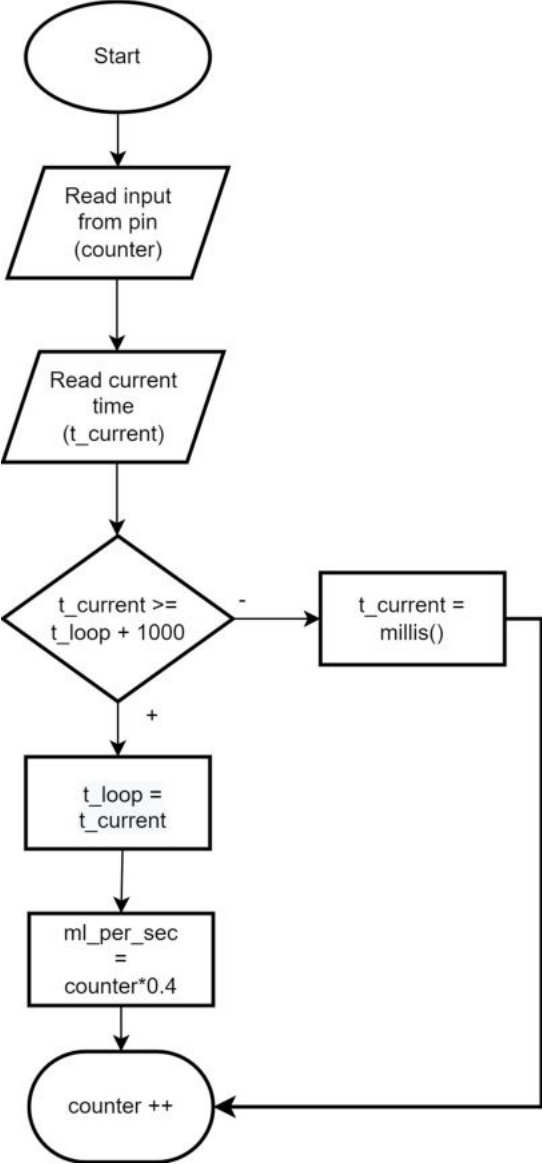 Start
Read input
from pin
(counter)
Read current
time
(t_current)
t_current >=
t_loop + 1000
-
t_current =
millis()
+
t_loop =
t_current
ml_per_sec
=
counter*0.4
counter ++